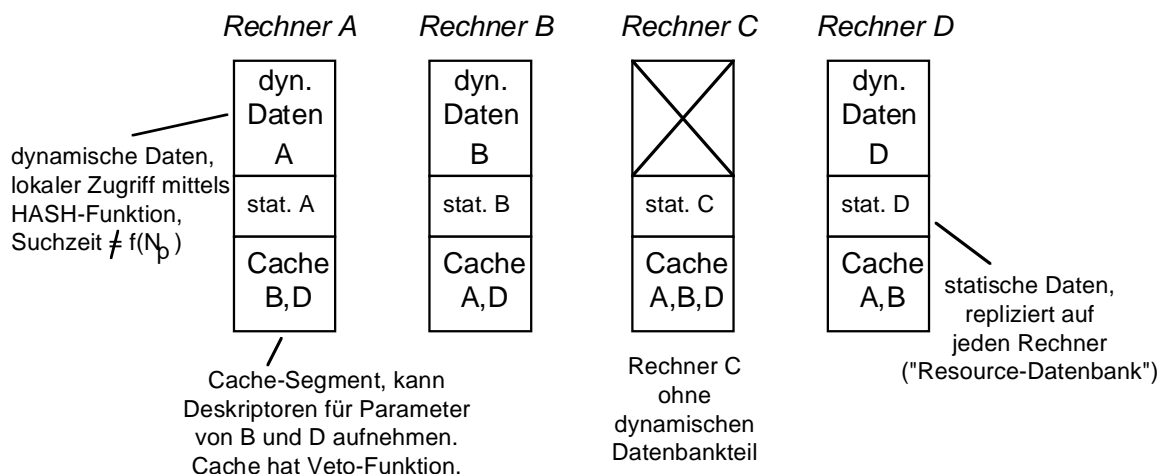 Rechner A
Rechner B
Rechner C
Rechner D
dyn.
Daten
A
dyn.
Daten
B
dyn.
Daten
D
dynamische Daten,
lokaler Zugriff mittels
HASH-Funktion,
Suchzeit ≠ f(Np)
stat. A
stat. B
stat. C
stat. D
Cache
B,D
Cache
A,D
Cache
A,B,D
Cache
A,B
statische Daten,
repliziert auf
jeden Rechner
("Resource-Datenbank")
Cache-Segment, kann
Deskriptoren für Parameter
von B und D aufnehmen.
Cache hat Veto-Funktion.
Rechner C
ohne
dynamischen
Datenbankteil